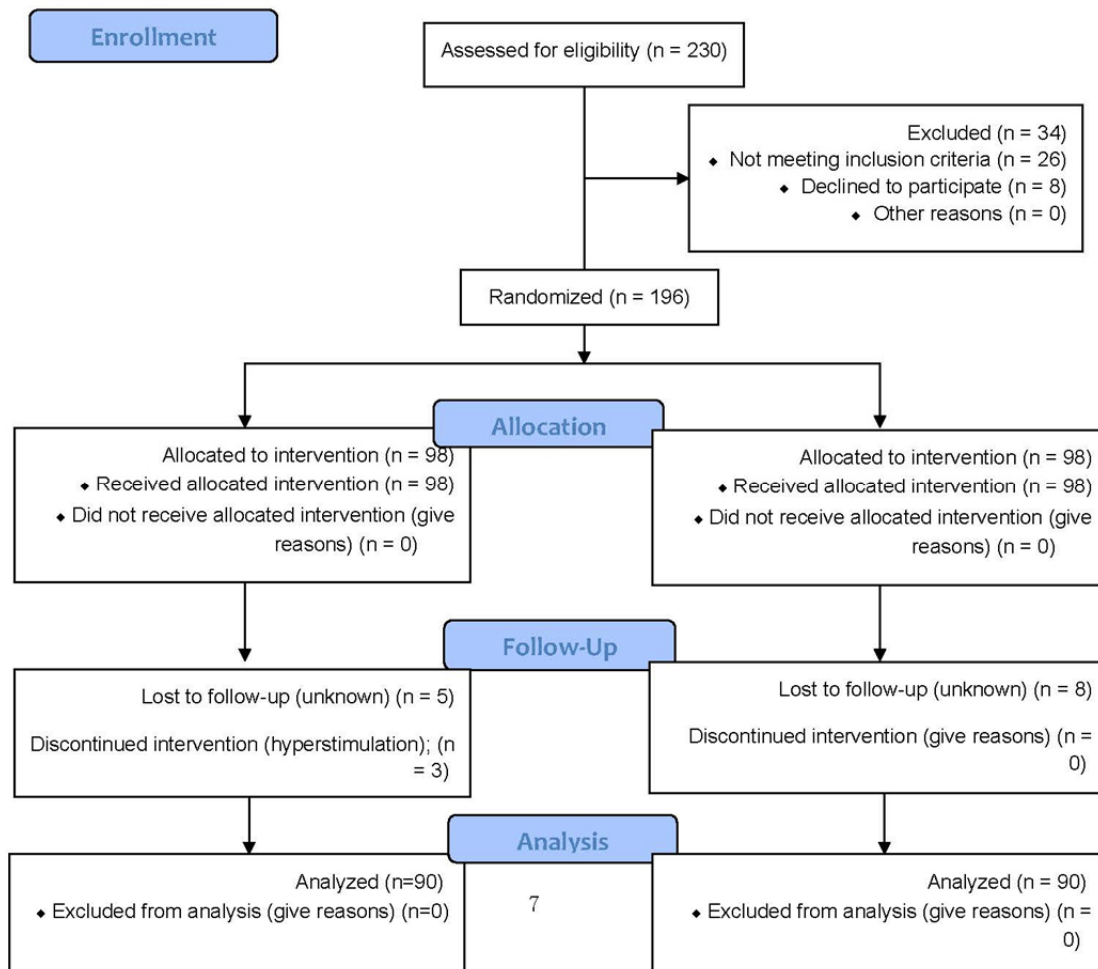 Enrollment
Assessed for eligibility (n = 230)
Excluded (n = 34)
⬥ Not meeting inclusion criteria (n = 26)
⬥ Declined to participate (n = 8)
⬥ Other reasons (n = 0)
Randomized (n = 196)
Allocation
Allocated to intervention (n = 98)
⬥ Received allocated intervention (n = 98)
⬥ Did not receive allocated intervention (give
reasons) (n = 0)
Allocated to intervention (n = 98)
⬥ Received allocated intervention (n = 98)
⬥ Did not receive allocated intervention (give
reasons) (n = 0)
Follow-Up
Lost to follow-up (unknown) (n = 5)
Discontinued intervention (hyperstimulation); (n
= 3)
Lost to follow-up (unknown) (n = 8)
Discontinued intervention (give reasons) (n =
0)
Analysis
Analyzed (n=90)
⬥ Excluded from analysis (give reasons) (n=0)
7
Analyzed (n = 90)
⬥ Excluded from analysis (give reasons) (n =
0)